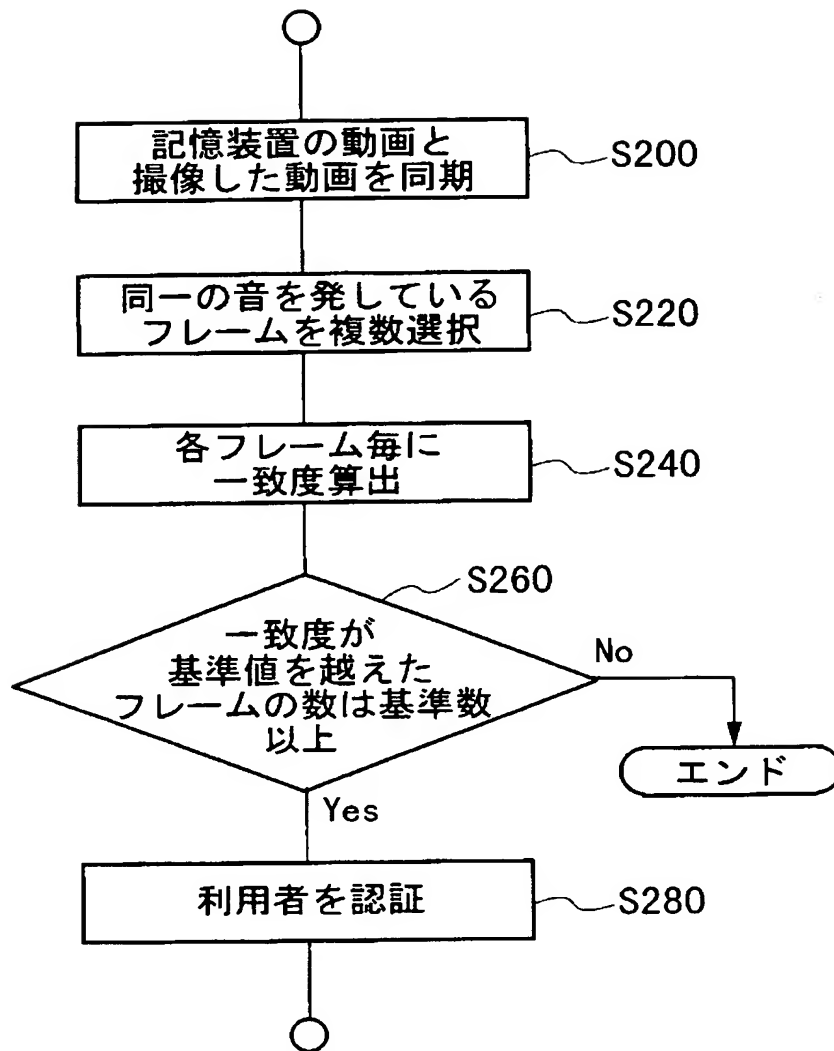 記憶装置の動画と
撮像した動画を同期
S200
同一の音を発している
フレームを複数選択
S220
各フレーム毎に
一致度算出
S240
S260
一致度が
基準値を越えた
フレームの数は基準数
以上
No
エンド
Yes
利用者を認証
S280